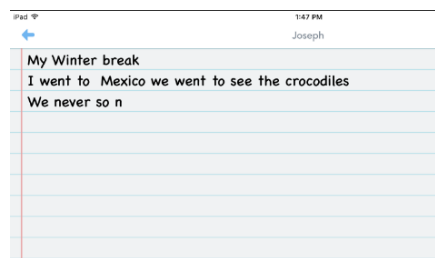 iPad
1:47 PM
Joseph
My Winter break
I went to  Mexico we went to see the crocodiles
We never so n